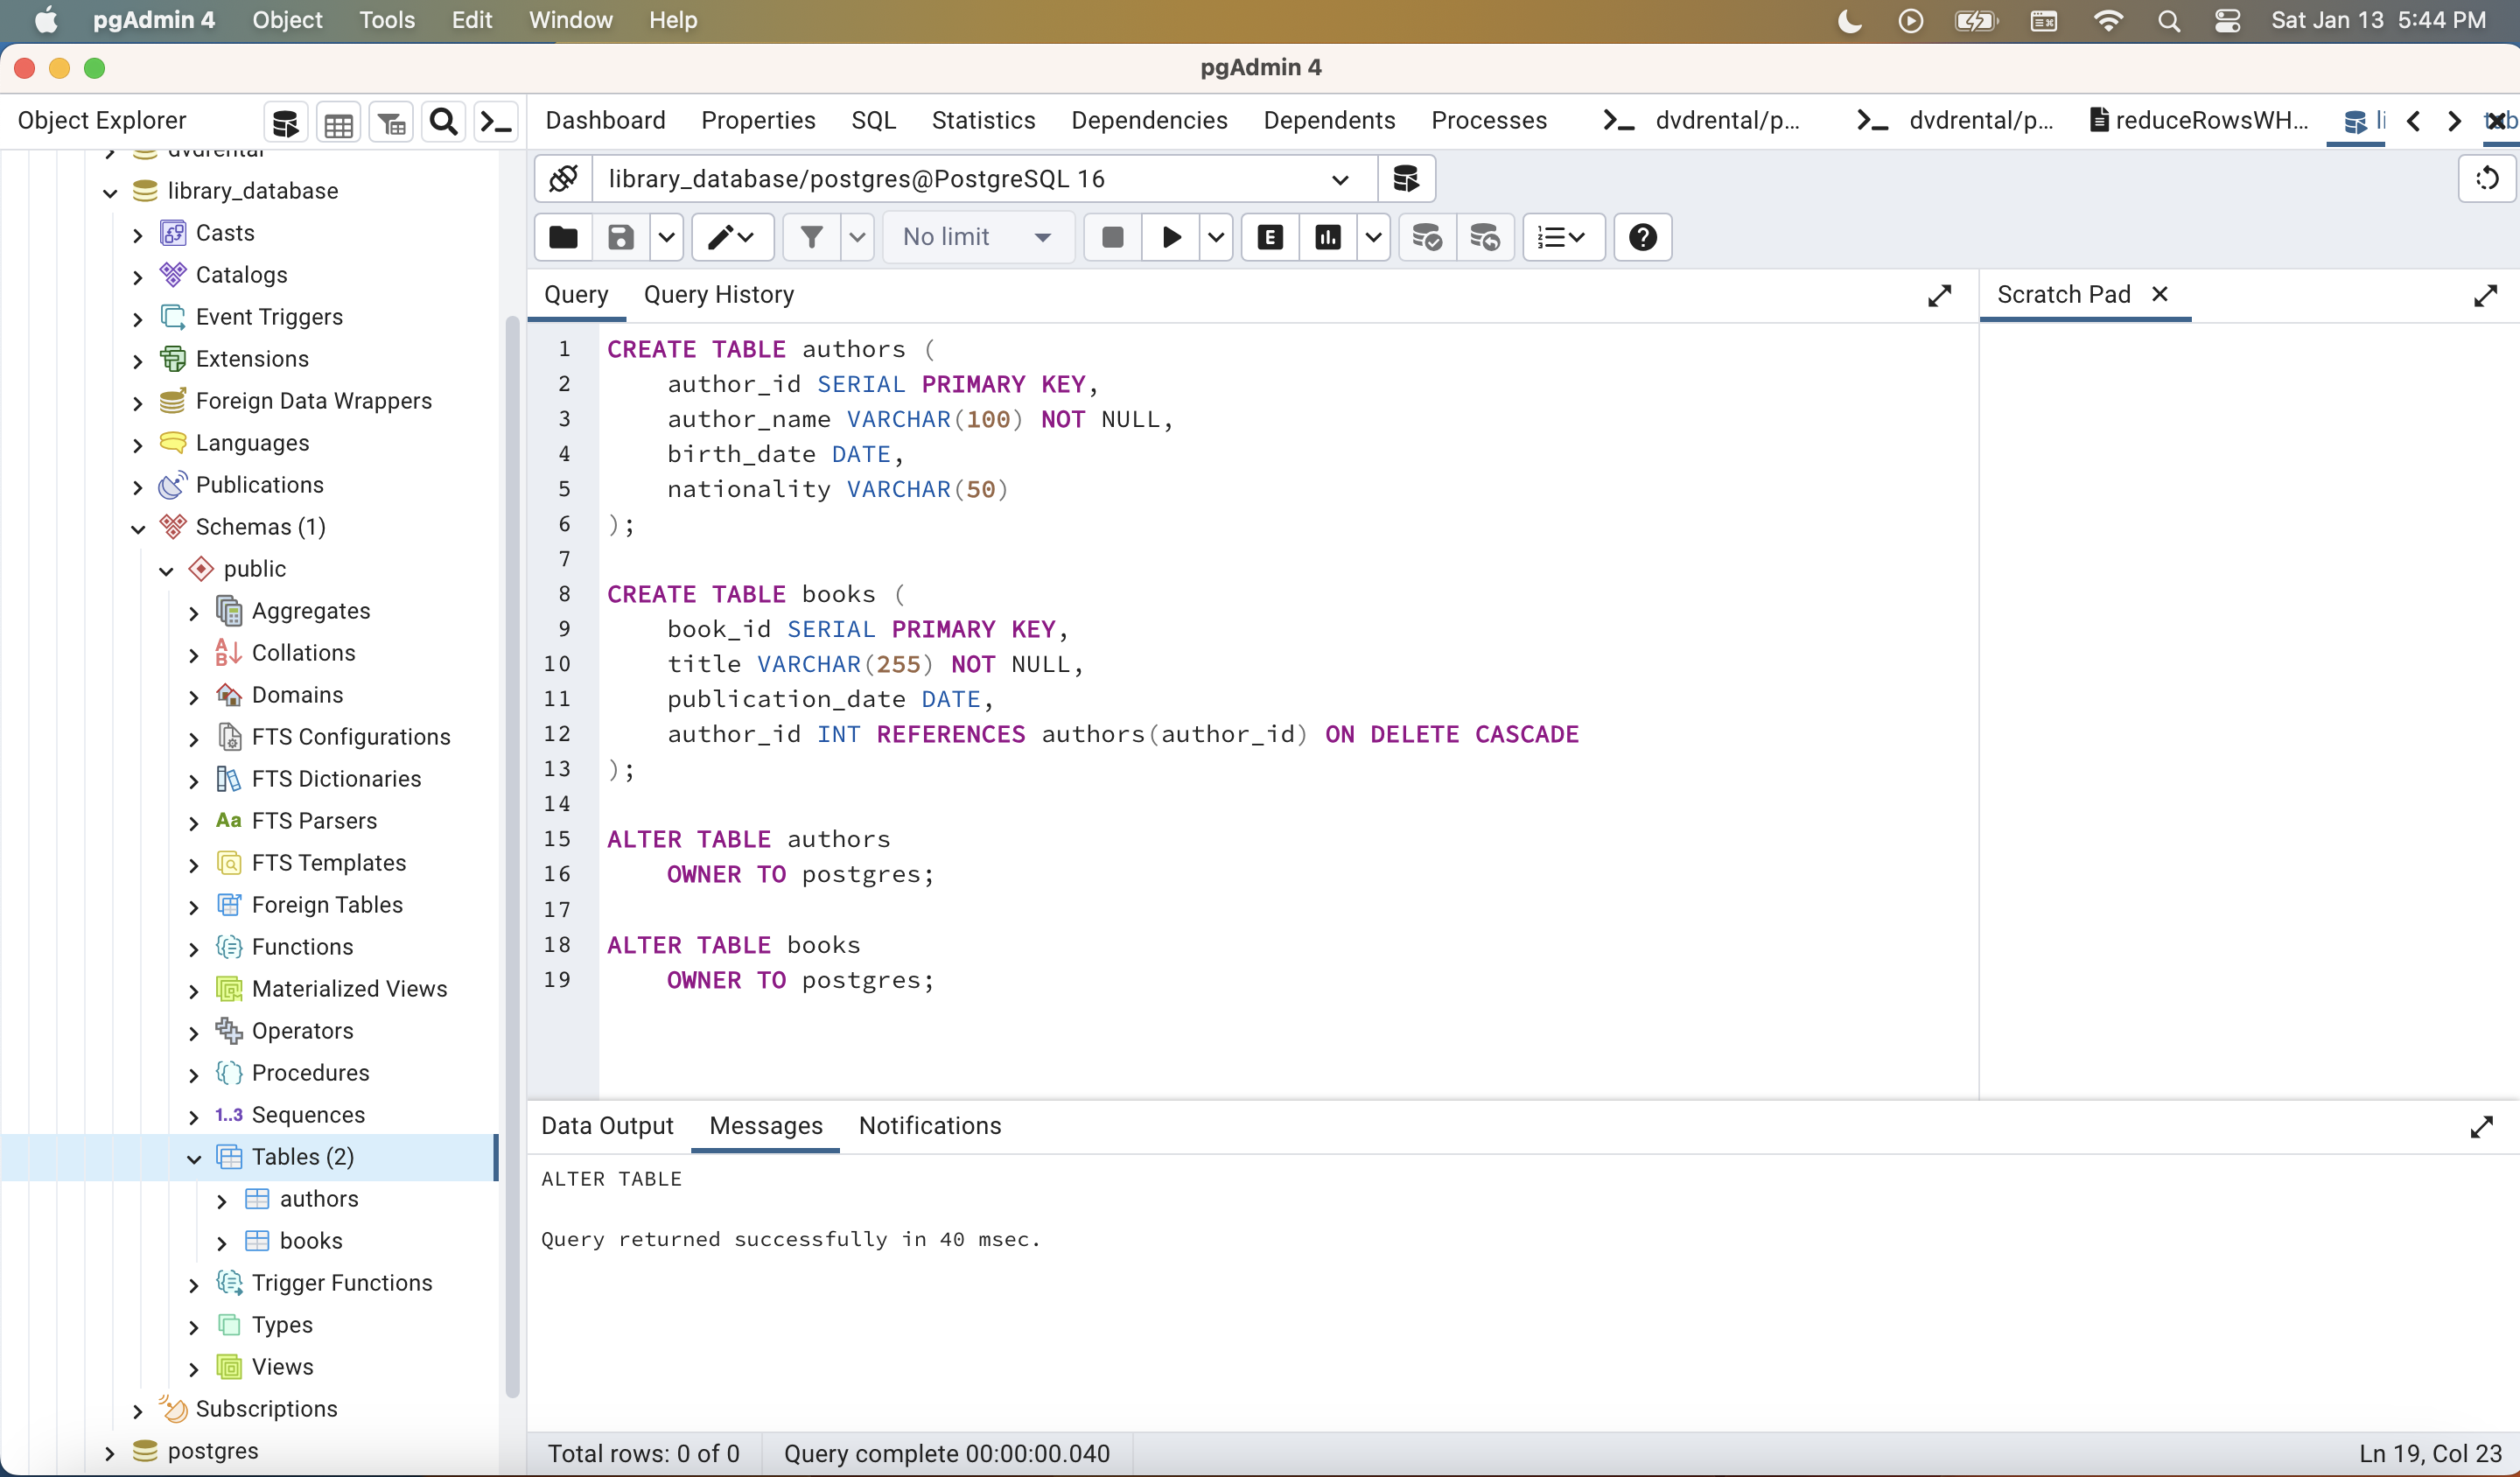 pgAdmin 4 Object Tools Edit Window Help Sat Jan 13 5:44 PM
pgAdmin 4
Object Explorer
Dashboard Properties SQL Statistics Dependencies Dependents Processes dvdrental/p... dvdrental/p... reduceRowsWH... li
dvdrental
library_database
Casts
Catalogs
Event Triggers
Extensions
Foreign Data Wrappers
Languages
Publications
Schemas (1)
public
Aggregates
Collations
Domains
FTS Configurations
FTS Dictionaries
Aa FTS Parsers
FTS Templates
Foreign Tables
Functions
Materialized Views
Operators
Procedures
1..3 Sequences
Tables (2)
authors
books
Trigger Functions
Types
Views
Subscriptions
postgres
library_database/postgres@PostgreSQL 16
No limit E
Query Query History
Scratch Pad
1 CREATE TABLE authors (
2 author_id SERIAL PRIMARY KEY,
3 author_name VARCHAR(100) NOT NULL,
4 birth_date DATE,
5 nationality VARCHAR(50)
6 );
7
8 CREATE TABLE books (
9 book_id SERIAL PRIMARY KEY,
10 title VARCHAR(255) NOT NULL,
11 publication_date DATE,
12 author_id INT REFERENCES authors(author_id) ON DELETE CASCADE
13 );
14
15 ALTER TABLE authors
16 OWNER TO postgres;
17
18 ALTER TABLE books
19 OWNER TO postgres;
Data Output Messages Notifications
ALTER TABLE
Query returned successfully in 40 msec.
Total rows: 0 of 0 Query complete 00:00:00.040 Ln 19, Col 23